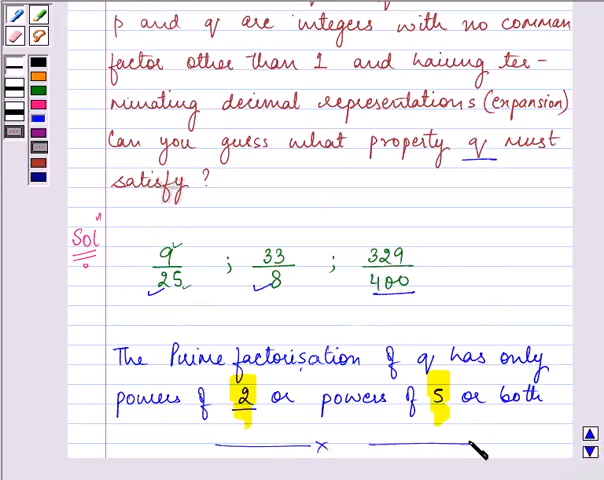 p and q are integers with no comman
factor other than 1 and having ter-
minating decimal representations (expansion)
Can you guess what property q must
satisfy ?
Sol"
9/25 ; 33/8 ; 329/400
The Prime factorisation of q has only
powers of 2 or powers of 5 or both